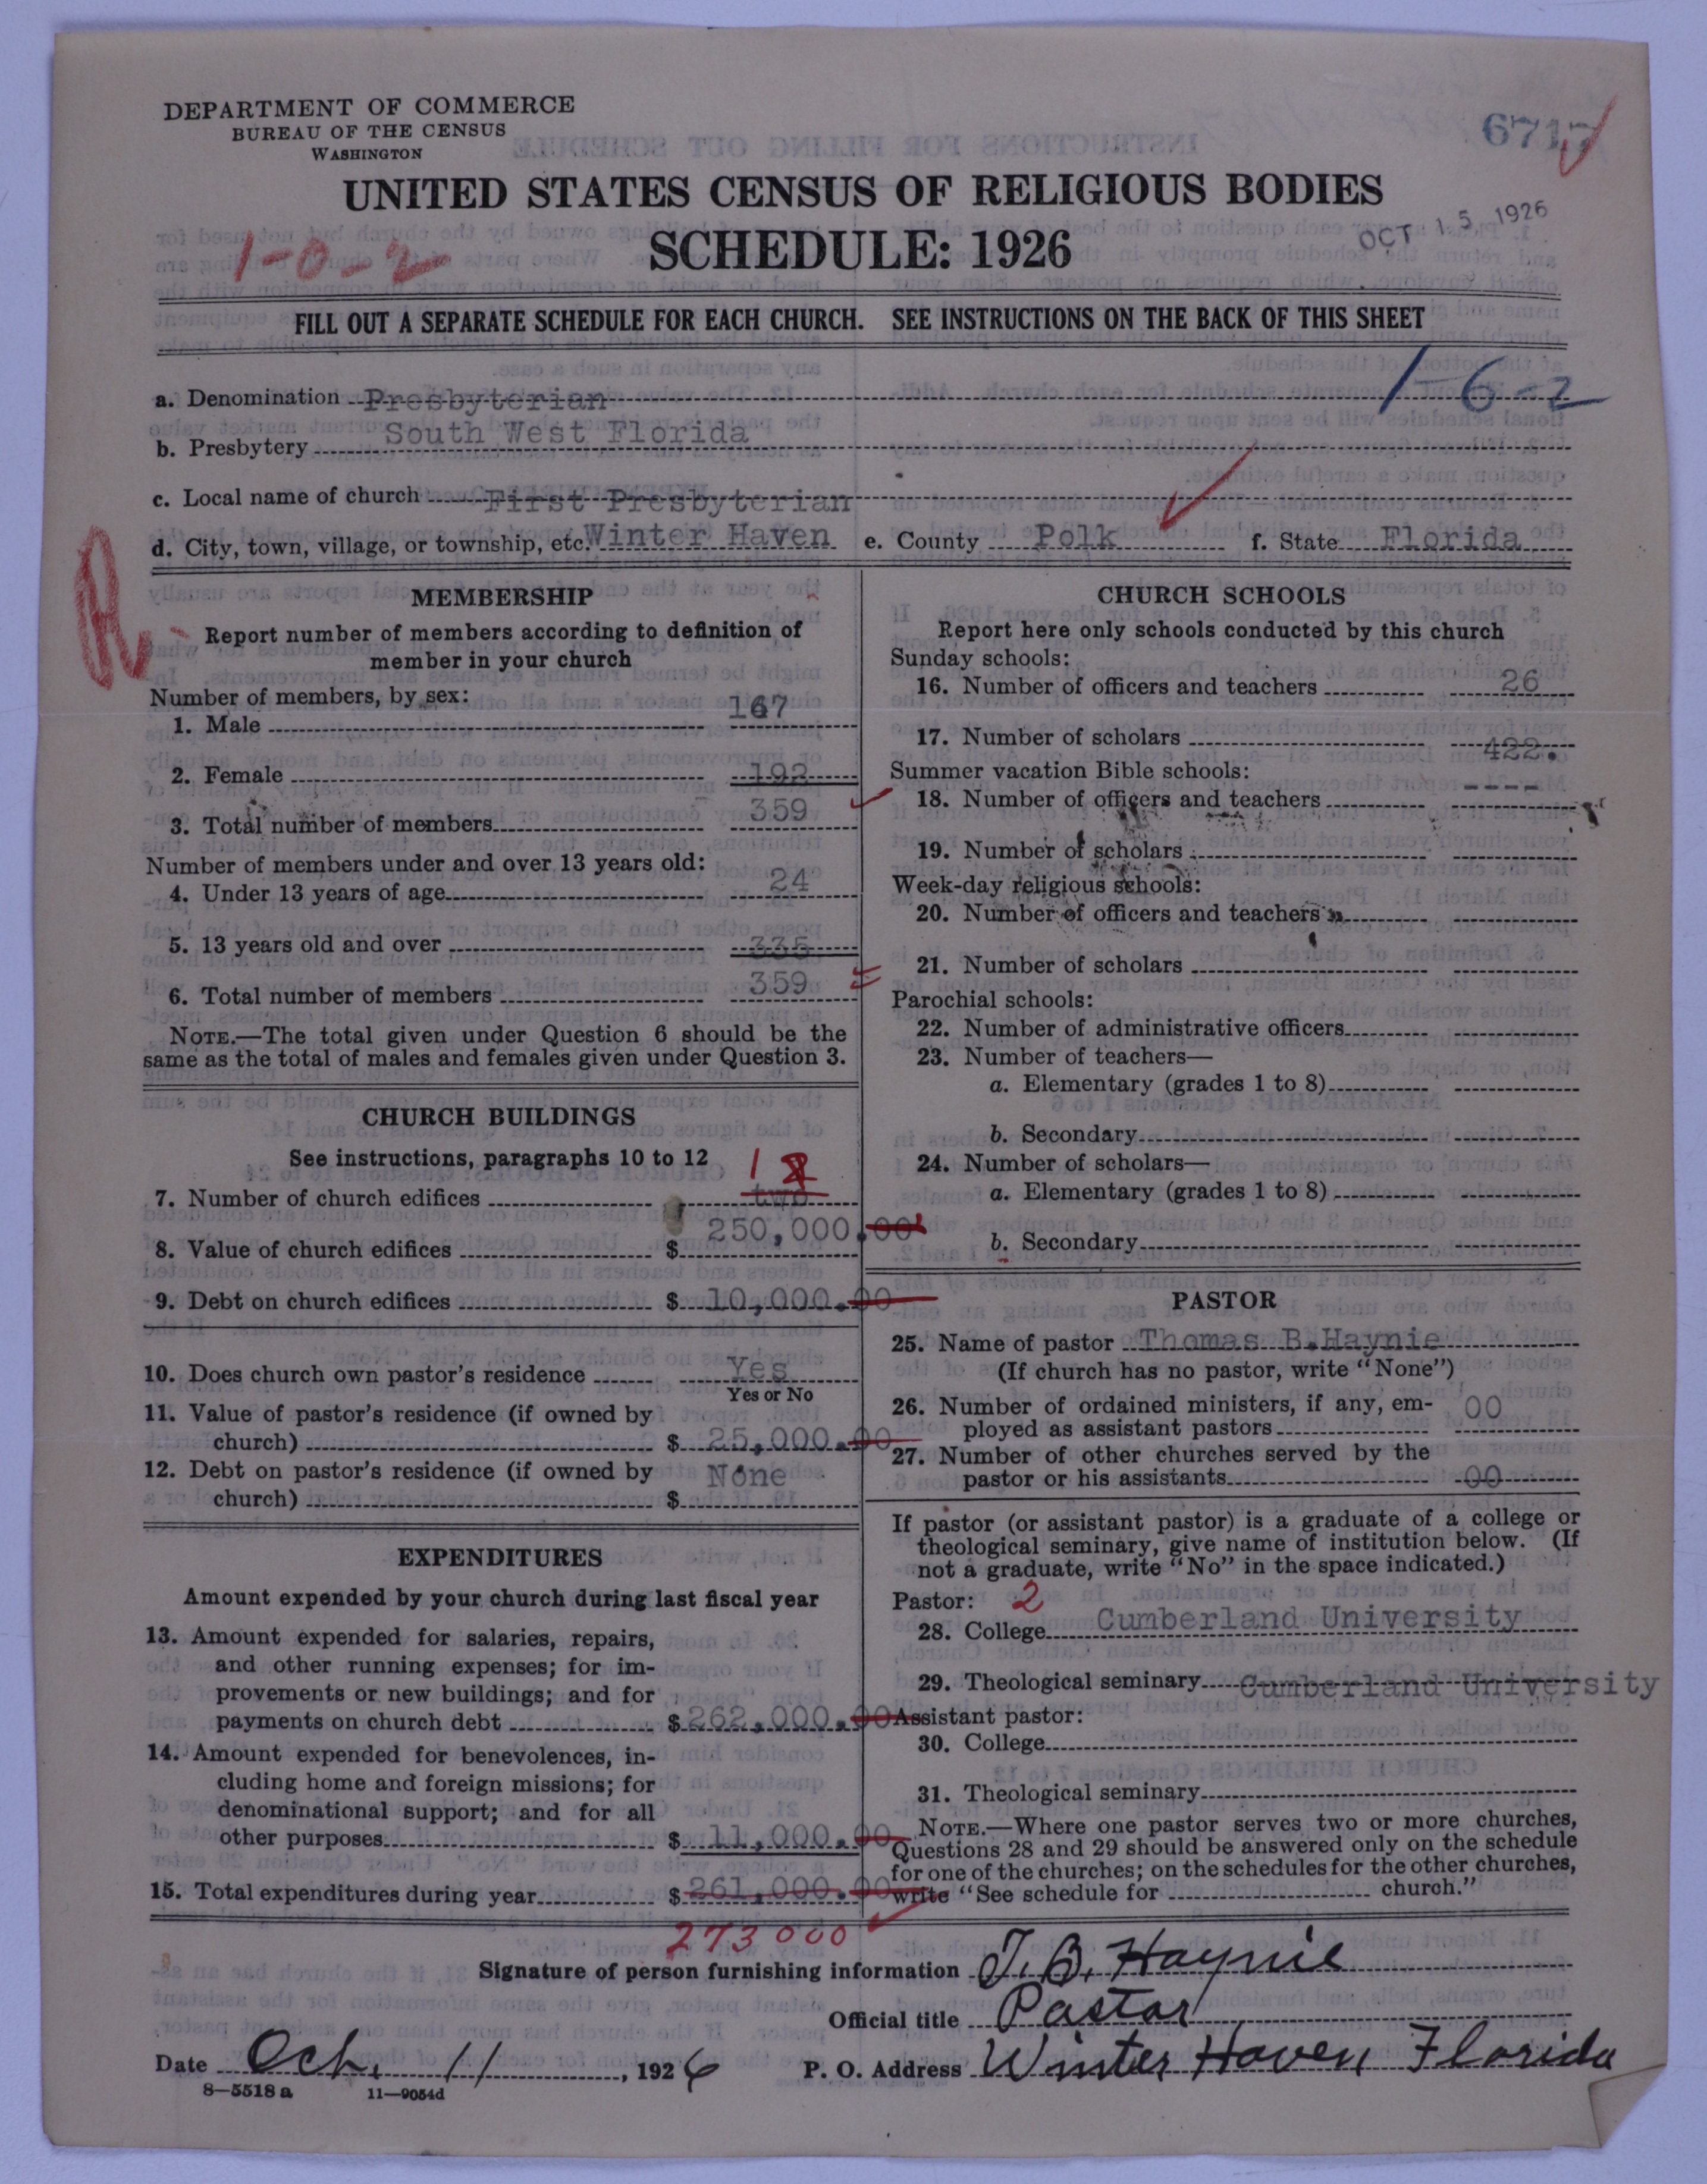 DEPARTMENT OF COMMERCE
BUREAU OF THE CENSUS
WASHINGTON
6717
UNITED STATES CENSUS OF RELIGIOUS BODIES
SCHEDULE: 1926
OCT 15 1926
1-0-2
FILL OUT A SEPARATE SCHEDULE FOR EACH CHURCH. SEE INSTRUCTIONS ON THE BACK OF THIS SHEET
1-6-2
a. Denomination Presbyterian
b. Presbytery South West Florida
c. Local name of church First Presbyterian
d. City, town, village, or township, etc. Winter Haven e. County Polk f. State Florida
MEMBERSHIP
Report number of members according to definition of
member in your church
Number of members, by sex:
1. Male 167
2. Female 192
3. Total number of members 359
Number of members under and over 13 years old:
4. Under 13 years of age 24
5. 13 years old and over 335
6. Total number of members 359
NOTE.—The total given under Question 6 should be the
same as the total of males and females given under Question 3.
CHURCH BUILDINGS
See instructions, paragraphs 10 to 12
1
7. Number of church edifices two
8. Value of church edifices $ 250,000.00
9. Debt on church edifices $ 10,000.00
10. Does church own pastor's residence Yes
Yes or No
11. Value of pastor's residence (if owned by
church) $ 25,000.00
12. Debt on pastor's residence (if owned by
church) $ None
EXPENDITURES
Amount expended by your church during last fiscal year
13. Amount expended for salaries, repairs,
and other running expenses; for im-
provements or new buildings; and for
payments on church debt $ 262,000.00
14. Amount expended for benevolences, in-
cluding home and foreign missions; for
denominational support; and for all
other purposes $ 11,000.00
15. Total expenditures during year $ 261,000.00
273000
CHURCH SCHOOLS
Report here only schools conducted by this church
Sunday schools:
16. Number of officers and teachers 26
17. Number of scholars 422.
Summer vacation Bible schools:
18. Number of officers and teachers ----
19. Number of scholars
Week-day religious schools:
20. Number of officers and teachers
21. Number of scholars
Parochial schools:
22. Number of administrative officers
23. Number of teachers—
a. Elementary (grades 1 to 8)
b. Secondary
24. Number of scholars—
a. Elementary (grades 1 to 8)
b. Secondary
PASTOR
25. Name of pastor Thomas B.Haynie
(If church has no pastor, write "None")
26. Number of ordained ministers, if any, em-
ployed as assistant pastors 00
27. Number of other churches served by the
pastor or his assistants 00
If pastor (or assistant pastor) is a graduate of a college or
theological seminary, give name of institution below. (If
not a graduate, write "No" in the space indicated.)
Pastor: 2
28. College Cumberland University
29. Theological seminary Cumberland University
Assistant pastor:
30. College
31. Theological seminary
NOTE.—Where one pastor serves two or more churches,
Questions 28 and 29 should be answered only on the schedule
for one of the churches; on the schedules for the other churches,
write "See schedule for church."
Signature of person furnishing information T. B. Haynie
Official title Pastor
Date Oct. 11, 1926 P. O. Address Winter Haven Florida
8—5518 a 11—9054d